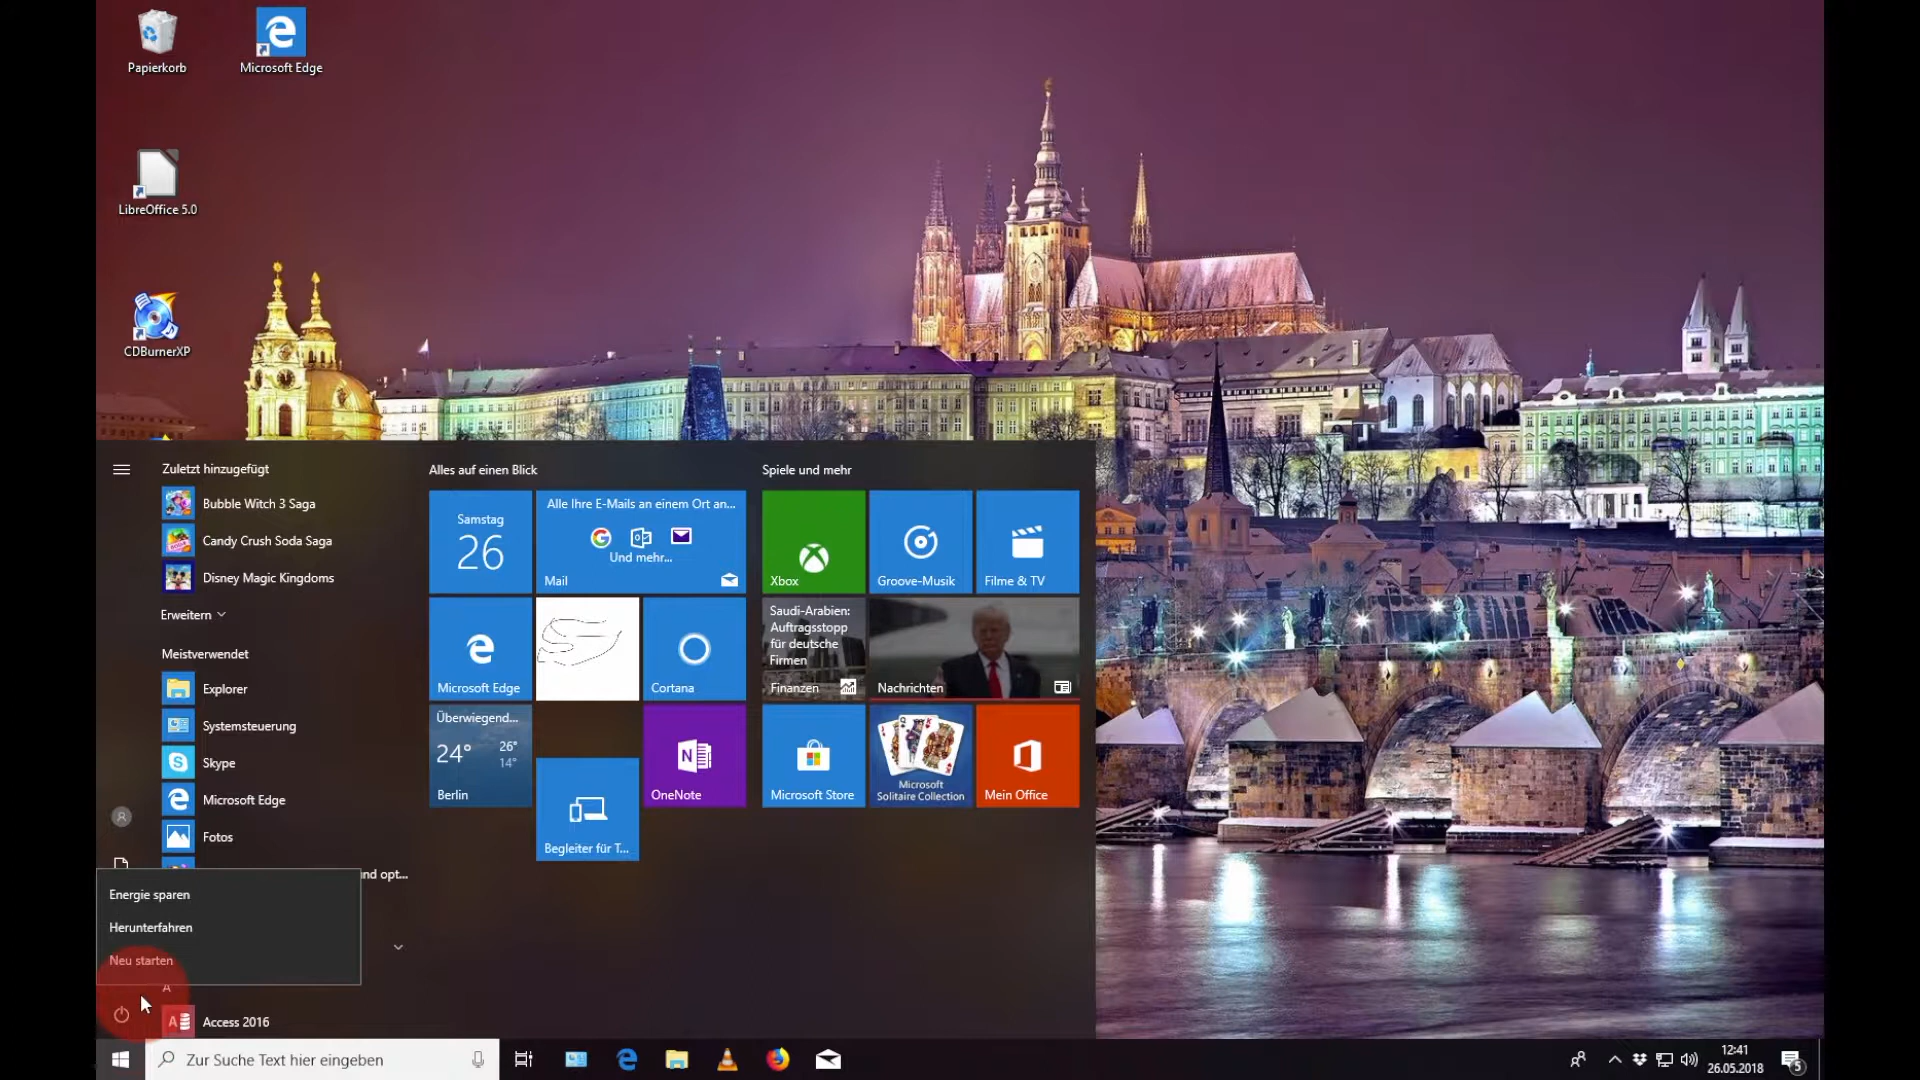 Papierkorb
Microsoft Edge
LibreOffice 5.0
CDBurnerXP
Zuletzt hinzugefügt
Bubble Witch 3 Saga
Candy Crush Soda Saga
Disney Magic Kingdoms
Erweitern
Meistverwendet
Explorer
Systemsteuerung
Skype
Microsoft Edge
Fotos
nd opt...
Energie sparen
Herunterfahren
Neu starten
A
Access 2016
Alles auf einen Blick
Samstag
26
Alle Ihre E-Mails an einem Ort an...
Und mehr...
Mail
Microsoft Edge
Cortana
Überwiegend...
24°
26°
14°
Berlin
Begleiter für T...
OneNote
Spiele und mehr
Xbox
Groove-Musik
Filme & TV
Saudi-Arabien:
Auftragsstopp
für deutsche
Firmen
Finanzen
Nachrichten
Microsoft Store
Microsoft
Solitaire Collection
Mein Office
Zur Suche Text hier eingeben
12:41
26.05.2018
5